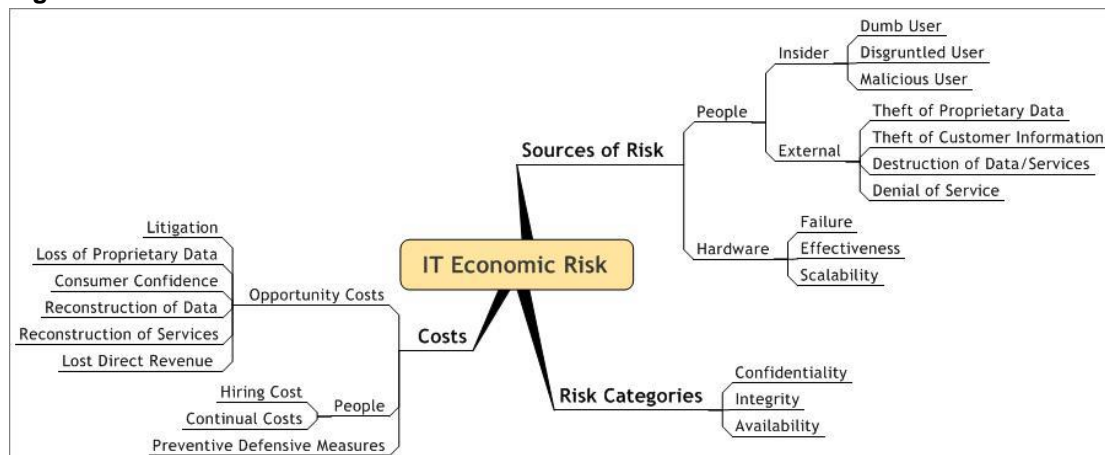 Dumb User
Insider
Disgruntled User
Malicious User
People
Theft of Proprietary Data
Theft of Customer Information
Sources of Risk
External
Destruction of Data/Services
Denial of Service
Litigation
Failure
Loss of Proprietary Data
IT Economic Risk
Hardware
Effectiveness
Consumer Confidence
Scalability
Opportunity Costs
Reconstruction of Data
Reconstruction of Services
Costs
Lost Direct Revenue
Confidentiality
Hiring Cost
Risk Categories
Integrity
People
Continual Costs
Availability
Preventive Defensive Measures